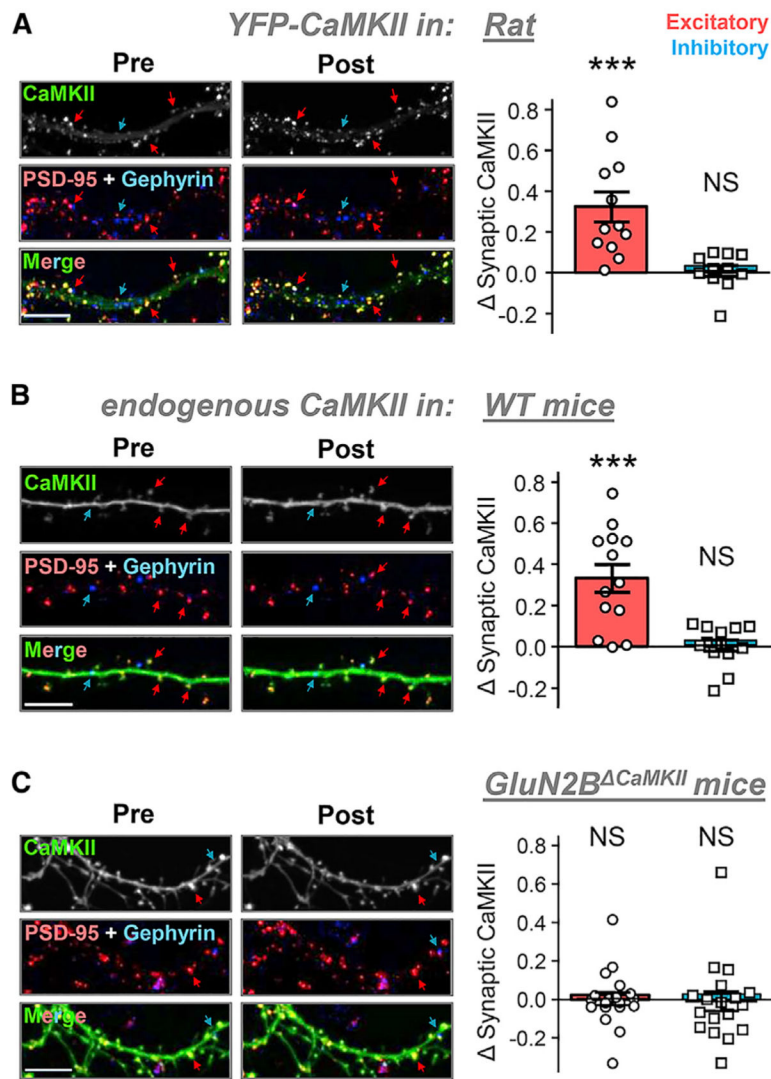 A
YFP-CaMKII in: Rat
Excitatory
Inhibitory
Pre
Post
CaMKII
PSD-95 + Gephyrin
Merge
Δ Synaptic CaMKII
0.8
0.6
0.4
0.2
0.0
-0.2
***
NS
B
endogenous CaMKII in: WT mice
Pre
Post
CaMKII
PSD-95 + Gephyrin
Merge
Δ Synaptic CaMKII
0.8
0.6
0.4
0.2
0.0
-0.2
***
NS
C
GluN2BΔCaMKII mice
Pre
Post
CaMKII
PSD-95 + Gephyrin
Merge
Δ Synaptic CaMKII
0.8
0.6
0.4
0.2
0.0
-0.2
NS
NS